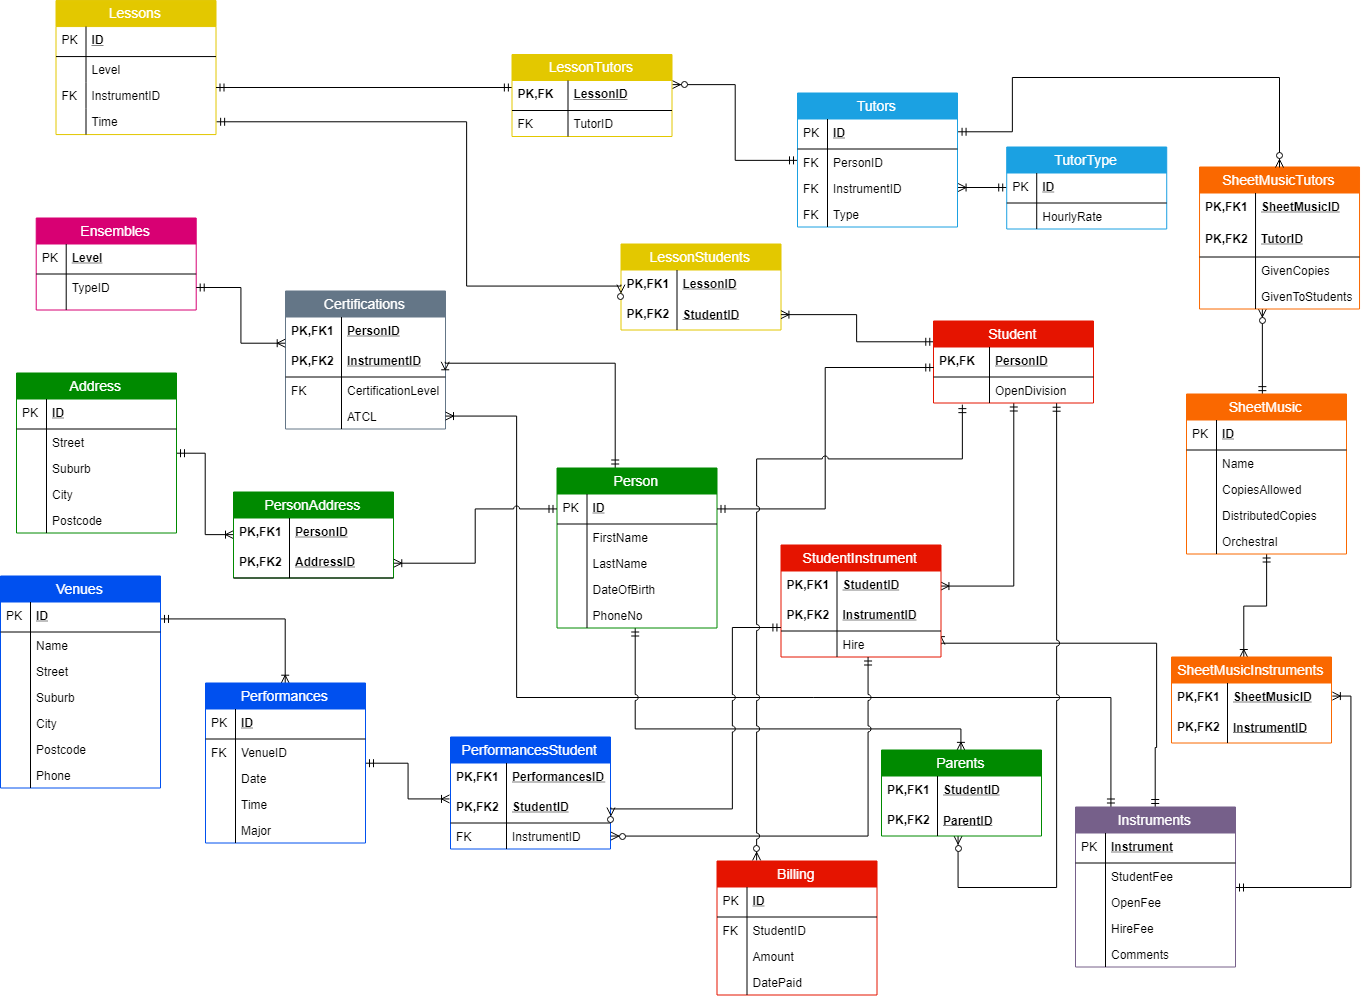 Lessons
PK ID
Level
FK InstrumentID
Time
LessonTutors
PK,FK LessonID
FK TutorID
Tutors
PK ID
FK PersonID
FK InstrumentID
FK Type
TutorType
PK ID
HourlyRate
SheetMusicTutors
PK,FK1 SheetMusicID
PK,FK2 TutorID
GivenCopies
GivenToStudents
Ensembles
PK Level
TypeID
LessonStudents
PK,FK1 LessonID
PK,FK2 StudentID
Certifications
PK,FK1 PersonID
PK,FK2 InstrumentID
FK CertificationLevel
ATCL
Student
PK,FK PersonID
OpenDivision
Address
PK ID
Street
Suburb
City
Postcode
SheetMusic
PK ID
Name
CopiesAllowed
DistributedCopies
Orchestral
Person
PK ID
FirstName
LastName
DateOfBirth
PhoneNo
PersonAddress
PK,FK1 PersonID
PK,FK2 AddressID
StudentInstrument
PK,FK1 StudentID
PK,FK2 InstrumentID
Hire
Venues
PK ID
Name
Street
Suburb
City
Postcode
Phone
SheetMusicInstruments
PK,FK1 SheetMusicID
PK,FK2 InstrumentID
Performances
PK ID
FK VenueID
Date
Time
Major
PerformancesStudent
PK,FK1 PerformancesID
PK,FK2 StudentID
FK InstrumentID
Parents
PK,FK1 StudentID
PK,FK2 ParentID
Instruments
PK Instrument
StudentFee
OpenFee
HireFee
Comments
Billing
PK ID
FK StudentID
Amount
DatePaid